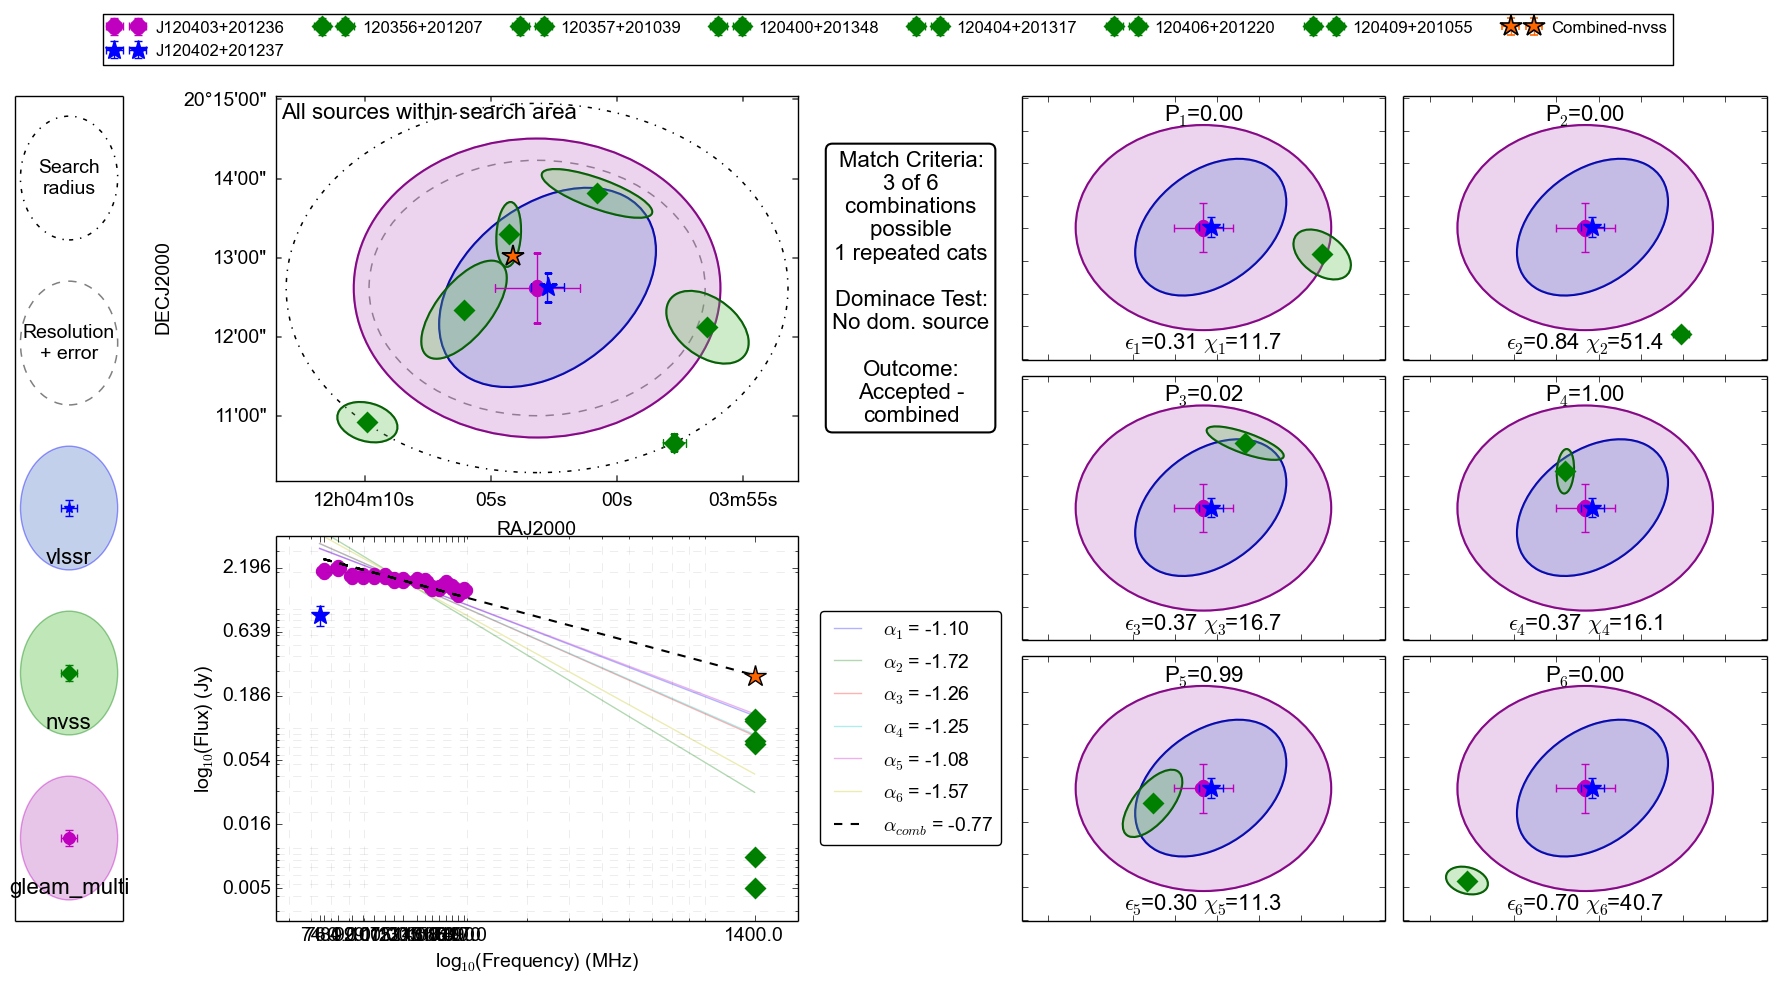 J120403+201236
120356+201207
120357+201039
120400+201348
120404+201317
120406+201220
120409+201055
Combined-nvss
J120402+201237
Search
radius
Resolution
+ error
vlssr
nvss
gleam_multi
All sources within search area
20°15'00"
14'00"
13'00"
12'00"
11'00"
DECJ2000
12h04m10s
05s
00s
03m55s
RAJ2000
Match Criteria:
3 of 6
combinations
possible
1 repeated cats
Dominace Test:
No dom. source
Outcome:
Accepted -
combined
2.196
0.639
0.186
0.054
0.016
0.005
log10(Flux) (Jy)
1400.0
log10(Frequency) (MHz)
α1 = -1.10
α2 = -1.72
α3 = -1.26
α4 = -1.25
α5 = -1.08
α6 = -1.57
αcomb = -0.77
P1=0.00
ϵ1=0.31 χ1=11.7
P2=0.00
ϵ2=0.84 χ2=51.4
P3=0.02
ϵ3=0.37 χ3=16.7
P4=1.00
ϵ4=0.37 χ4=16.1
P5=0.99
ϵ5=0.30 χ5=11.3
P6=0.00
ϵ6=0.70 χ6=40.7